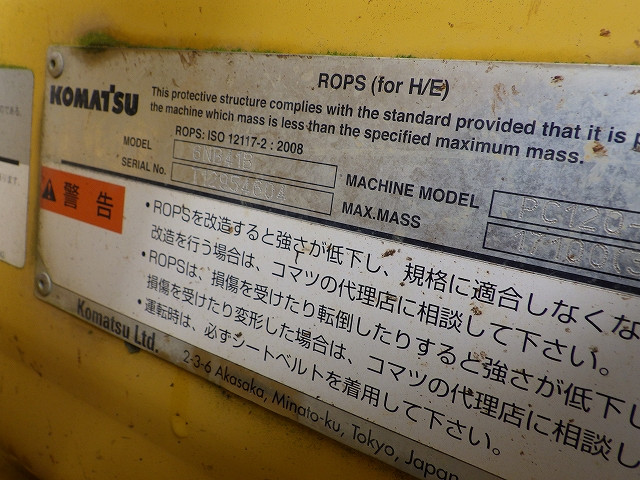 ROPS (for H/E)
KOMATSU
This protective structure complies with the standard provided that it is
the machine which mass is less than the specified maximum mass.
ROPS: ISO 12117-2 : 2008
MODEL
SERIAL No.
MACHINE MODEL PC120-
MAX.MASS
警告
・ROPSを改造すると強さが低下し、規格に適合しなくな
改造を行う場合は、コマツの代理店に相談して下さい。
・ROPSは、損傷を受けたり転倒したりすると強さが低下し
損傷を受けたり変形した場合は、コマツの代理店に相談し
・運転時は、必ずシートベルトを着用して下さい。
Komatsu Ltd.
2-3-6 Akasaka, Minato-ku, Tokyo, Japan